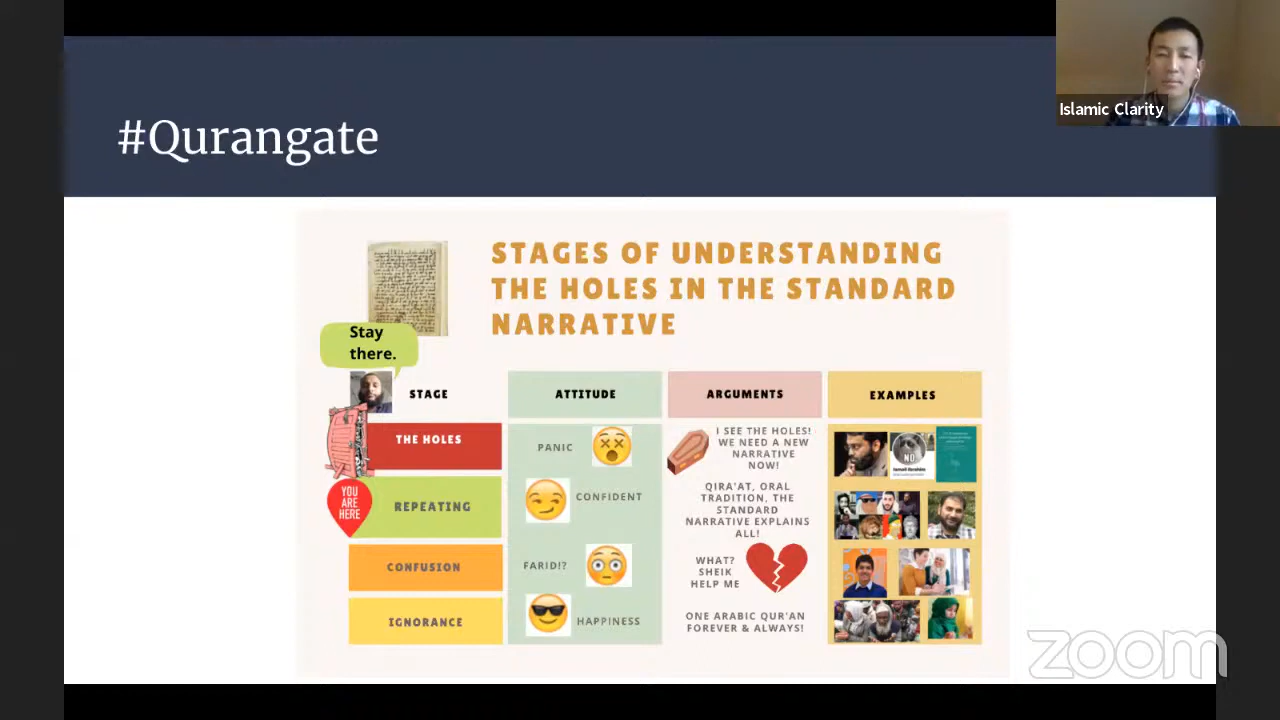 Islamic Clarity
#Qurangate
STAGES OF UNDERSTANDING
THE HOLES IN THE STANDARD
NARRATIVE
Stay
there.
STAGE
ATTITUDE
ARGUMENTS
EXAMPLES
THE HOLES
PANIC
I SEE THE HOLES!
WE NEED A NEW
NARRATIVE
NOW!
NO
YOU
ARE
HERE
REPEATING
CONFIDENT
QIRA'AT, ORAL
TRADITION, THE
STANDARD
NARRATIVE EXPLAINS
ALL!
CONFUSION
FARID!?
WHAT?
SHEIK
HELP ME
IGNORANCE
HAPPINESS
ONE ARABIC QUR'AN
FOREVER & ALWAYS!
zoom